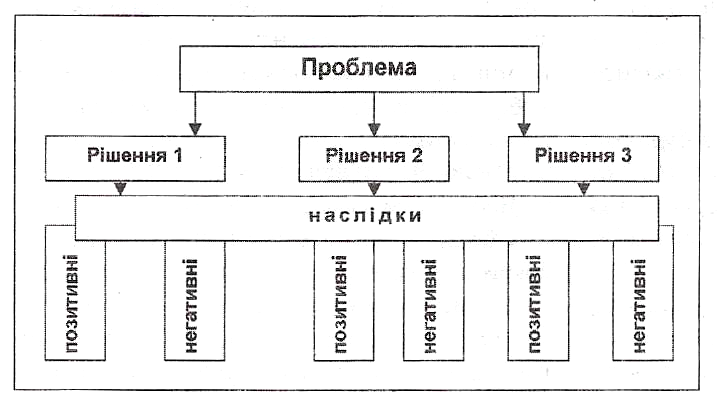 Проблема
Рішення 1
Рішення 2
Рішення 3
наслідки
позитивні
негативні
позитивні
негативні
позитивні
негативні